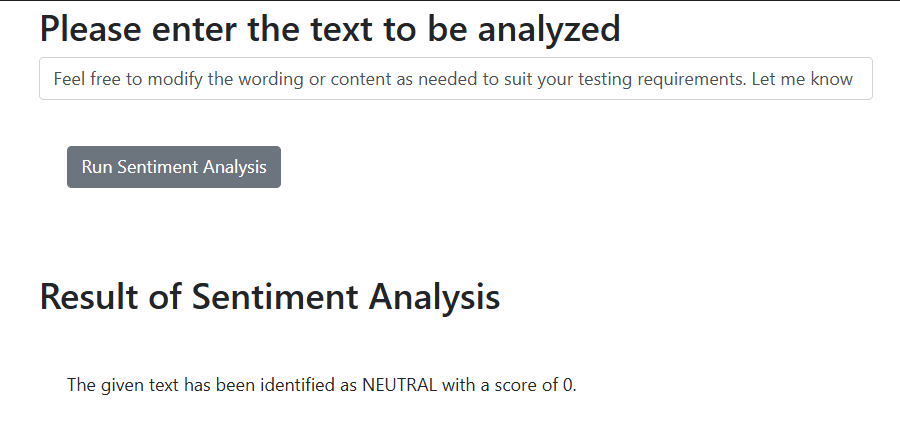 Please enter the text to be analyzed
Feel free to modify the wording or content as needed to suit your testing requirements. Let me know
Run Sentiment Analysis
Result of Sentiment Analysis
The given text has been identified as NEUTRAL with a score of 0.